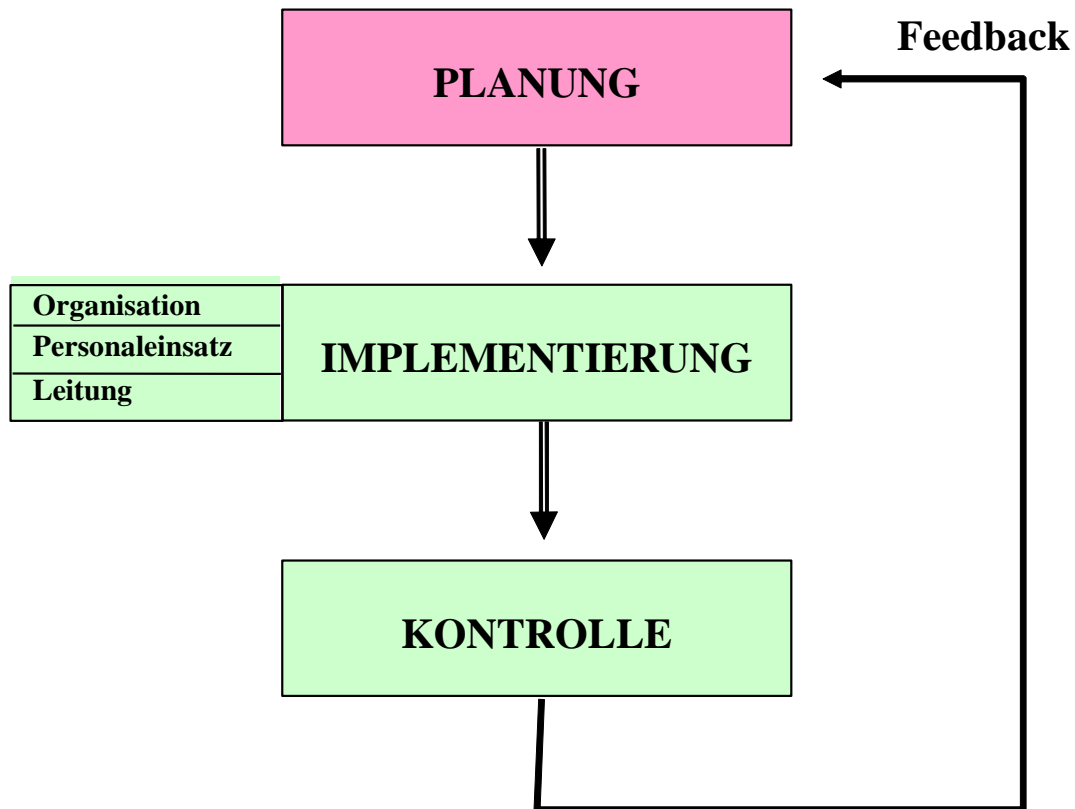 Feedback
PLANUNG
Organisation
Personaleinsatz
Leitung
IMPLEMENTIERUNG
KONTROLLE